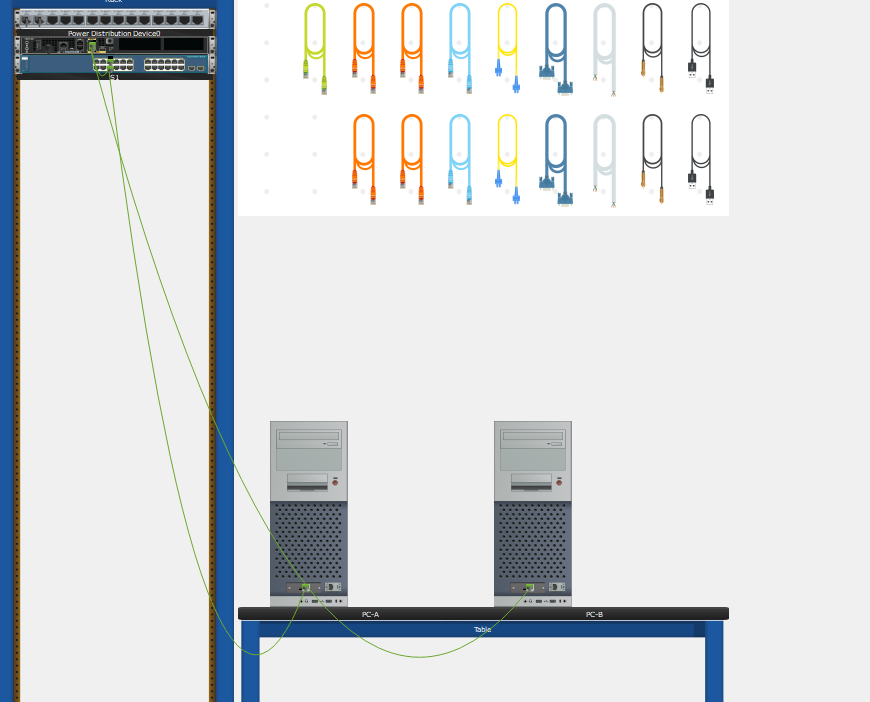 Rack
Power Distribution Device0
S1
PC-A
PC-B
Table